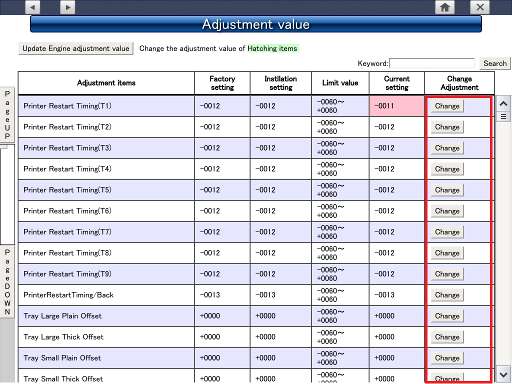 Adjustment value
Update Engine adjustment value Change the adjustment value of Hatching items
Keyword: Search
Adjustment items Factory setting Instllation setting Limit value Current setting Change Adjustment
Printer Restart Timing(T1) -0012 -0012 -0060~ +0060 -0011 Change
Printer Restart Timing(T2) -0012 -0012 -0060~ +0060 -0012 Change
Printer Restart Timing(T3) -0012 -0012 -0060~ +0060 -0012 Change
Printer Restart Timing(T4) -0012 -0012 -0060~ +0060 -0012 Change
Printer Restart Timing(T5) -0012 -0012 -0060~ +0060 -0012 Change
Printer Restart Timing(T6) -0012 -0012 -0060~ +0060 -0012 Change
Printer Restart Timing(T7) -0012 -0012 -0060~ +0060 -0012 Change
Printer Restart Timing(T8) -0012 -0012 -0060~ +0060 -0012 Change
Printer Restart Timing(T9) -0012 -0012 -0060~ +0060 -0012 Change
PrinterRestartTiming/Back -0013 -0013 -0060~ +0060 -0013 Change
Tray Large Plain Offset +0000 +0000 -0060~ +0060 +0000 Change
Tray Large Thick Offset +0000 +0000 -0060~ +0060 +0000 Change
Tray Small Plain Offset +0000 +0000 -0060~ +0060 +0000 Change
Tray Small Thick Offset +0000 +0000 -0060~ +0060 +0000 Change
PageUP
PageDOWN